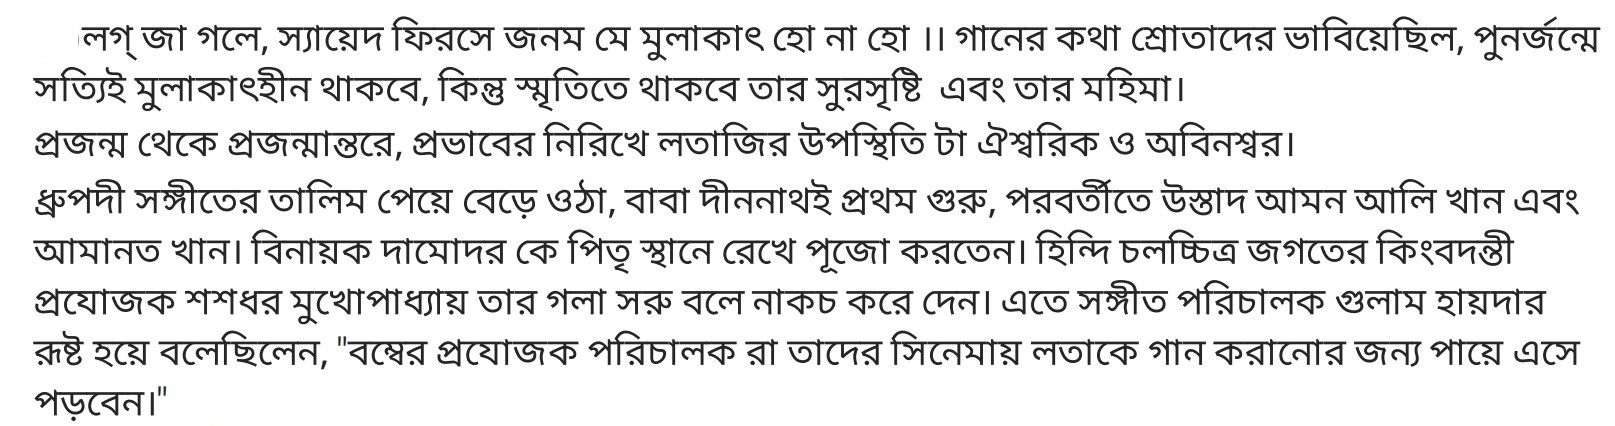 লগ্ জা গলে, স্যায়েদ ফিরসে জনম মে মুলাকাৎ হো না হো ।। গানের কথা শ্রোতাদের ভাবিয়েছিল, পুনর্জন্মে
সত্যিই মুলাকাৎহীন থাকবে, কিন্তু স্মৃতিতে থাকবে তার সুরসৃষ্টি এবং তার মহিমা।
প্রজন্ম থেকে প্রজন্মান্তরে, প্রভাবের নিরিখে লতাজির উপস্থিতি টা ঐশ্বরিক ও অবিনশ্বর।
ধ্রুপদী সঙ্গীতের তালিম পেয়ে বেড়ে ওঠা, বাবা দীননাথই প্রথম গুরু, পরবর্তীতে উস্তাদ আমন আলি খান এবং
আমানত খান। বিনায়ক দামোদর কে পিতৃ স্থানে রেখে পূজো করতেন। হিন্দি চলচ্চিত্র জগতের কিংবদন্তী
প্রযোজক শশধর মুখোপাধ্যায় তার গলা সরু বলে নাকচ করে দেন। এতে সঙ্গীত পরিচালক গুলাম হায়দার
রূষ্ট হয়ে বলেছিলেন, "বম্বের প্রযোজক পরিচালক রা তাদের সিনেমায় লতাকে গান করানোর জন্য পায়ে এসে
পড়বেন।"